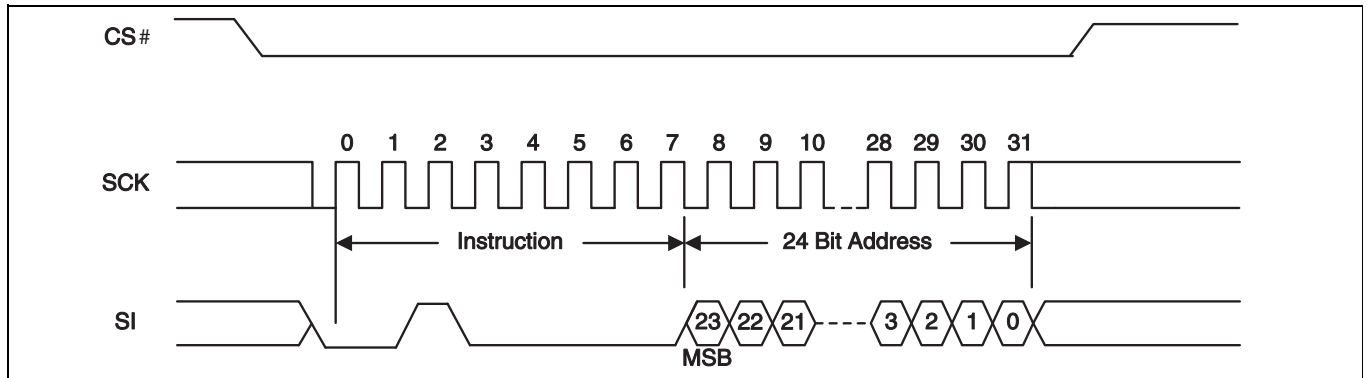 CS#
0 1 2 3 4 5 6 7 8 9 10 28 29 30 31
SCK
Instruction 24 Bit Address
SI 23 22 21 3 2 1 0
MSB